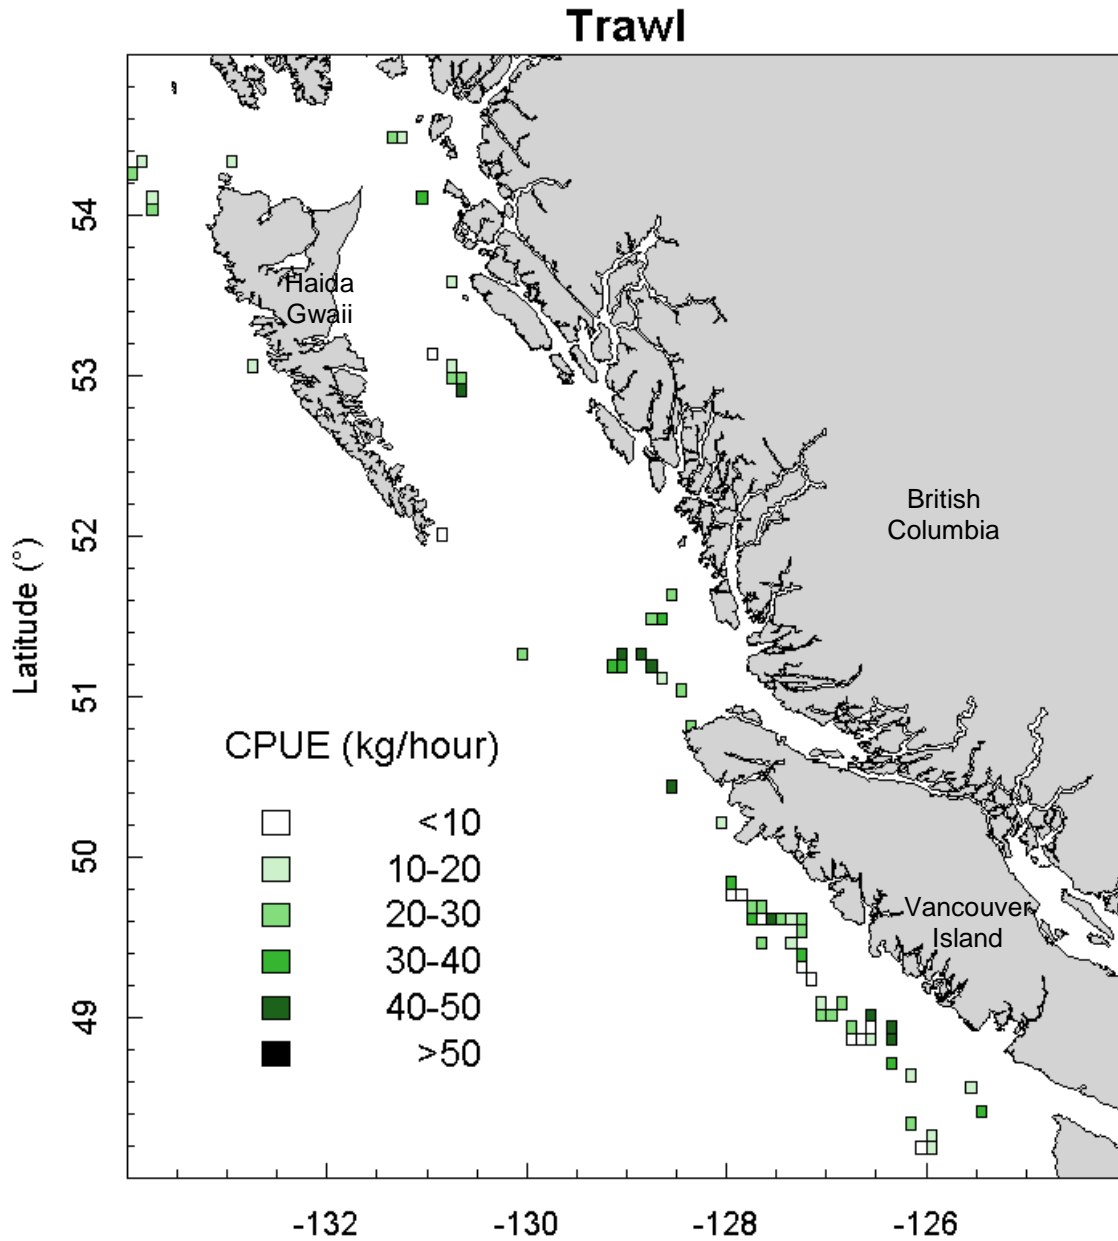 Trawl
54
Haida
Gwaii
53
British
Columbia
52
Latitude (°)
51
CPUE (kg/hour)
<10
10-20
50
20-30
Vancouver
Island
30-40
49
40-50
>50
-132
-130
-128
-126